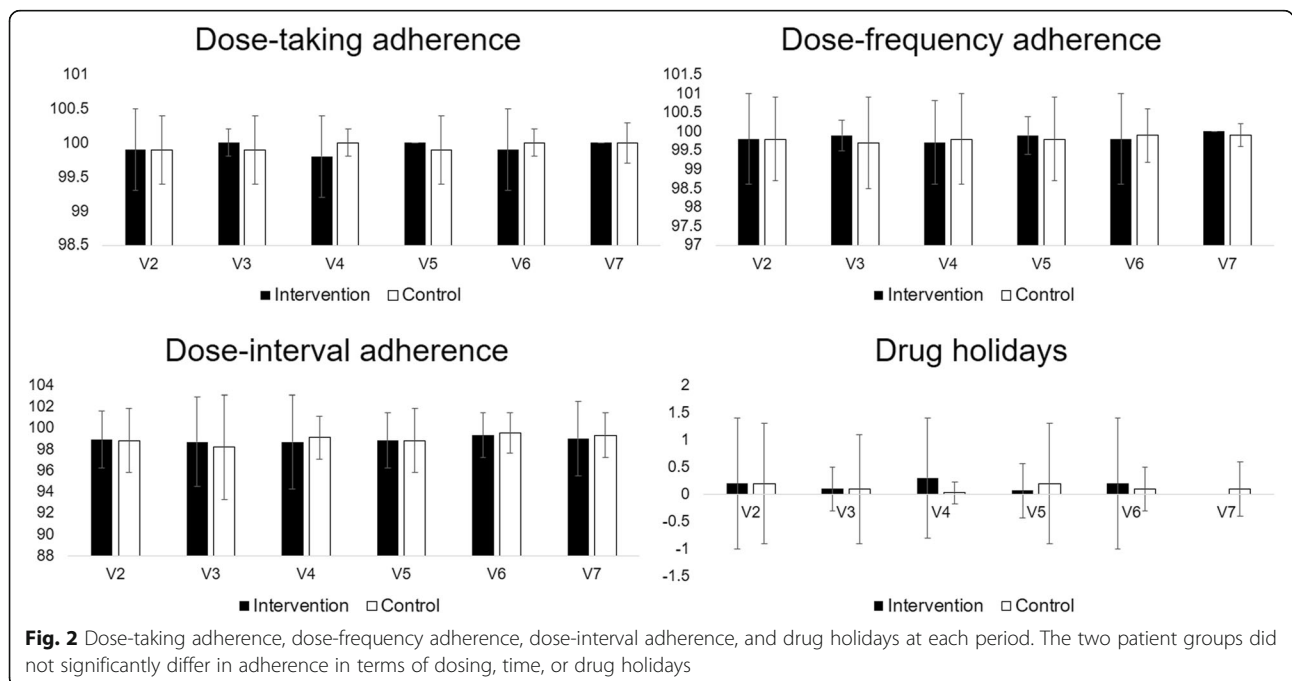 Dose-taking adherence
101
100.5
100
99.5
99
98.5
V2 V3 V4 V5 V6 V7
■ Intervention □ Control
Dose-frequency adherence
101.5
101
100.5
100
99.5
99
98.5
98
97.5
97
V2 V3 V4 V5 V6 V7
■ Intervention □ Control
Dose-interval adherence
104
102
100
98
96
94
92
90
88
V2 V3 V4 V5 V6 V7
■ Intervention □ Control
Drug holidays
2
1.5
1
0.5
0
-0.5
-1
-1.5
V2 V3 V4 V5 V6 V7
■ Intervention □ Control
Fig. 2 Dose-taking adherence, dose-frequency adherence, dose-interval adherence, and drug holidays at each period. The two patient groups did
not significantly differ in adherence in terms of dosing, time, or drug holidays